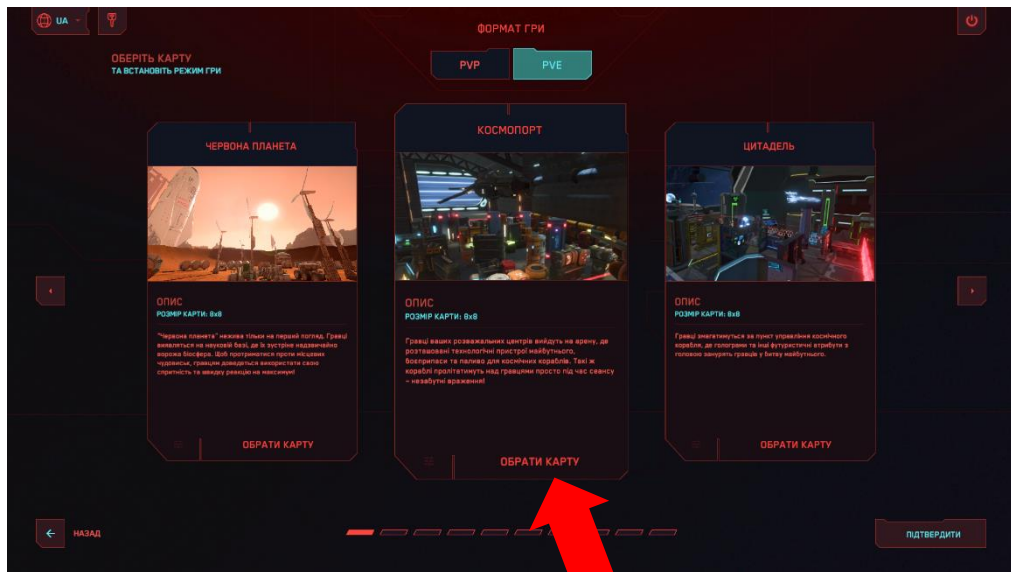 UA
ФОРМАТ ГРИ
ОБЕРІТЬ КАРТУ
ТА ВСТАНОВІТЬ РЕЖИМ ГРИ
PVP
PVE
ЧЕРВОНА ПЛАНЕТА
ОПИС
РОЗМІР КАРТИ: 8x8
"Червона планета" нежива тільки на перший погляд. Гравці
виявляться на науковій базі, де їх зустріне надзвичайно
ворожа біосфера. Щоб протриматися проти місцевих
чудовиськ, гравцям доведеться використати свою
спритність та швидку реакцію на максимум!
ОБРАТИ КАРТУ
КОСМОПОРТ
ОПИС
РОЗМІР КАРТИ: 8x8
Гравці ваших розважальних центрів вийдуть на арену, де
розташовані технологічні пристрої майбутнього,
боєприпаси та паливо для космічних кораблів. Такі ж
кораблі пролітатимуть над гравцями просто під час сеансу
– незабутні враження!
ОБРАТИ КАРТУ
ЦИТАДЕЛЬ
ОПИС
РОЗМІР КАРТИ: 8x8
Гравці змагатимуться за пункт управління космічного
корабля, де голограми та інші футуристичні атрибути з
головою занурять гравців у битву майбутнього.
ОБРАТИ КАРТУ
НАЗАД
ПІДТВЕРДИТИ